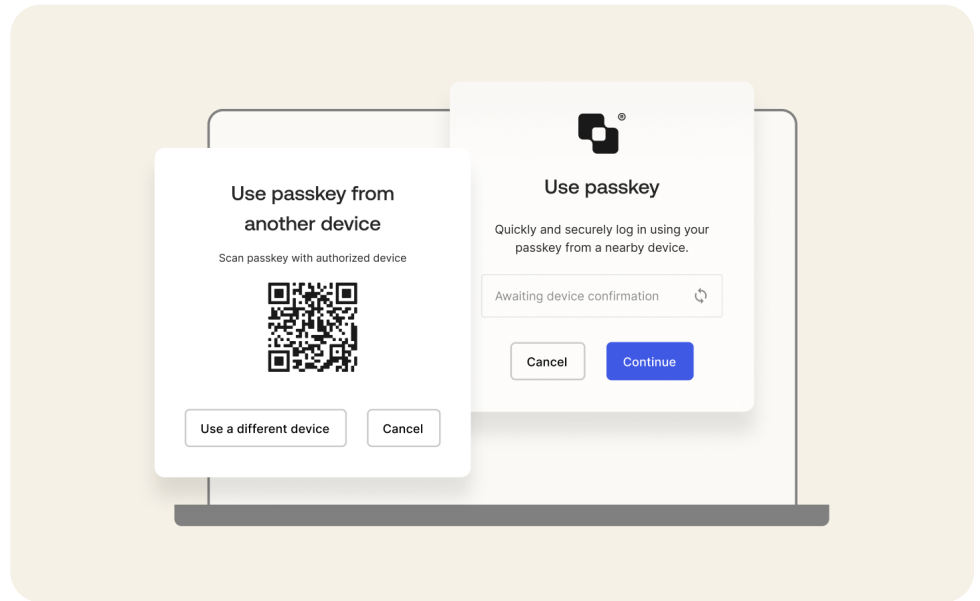 Use passkey from
another device
Scan passkey with authorized device
Use a different device
Cancel
®
Use passkey
Quickly and securely log in using your
passkey from a nearby device.
Awaiting device confirmation
Cancel
Continue